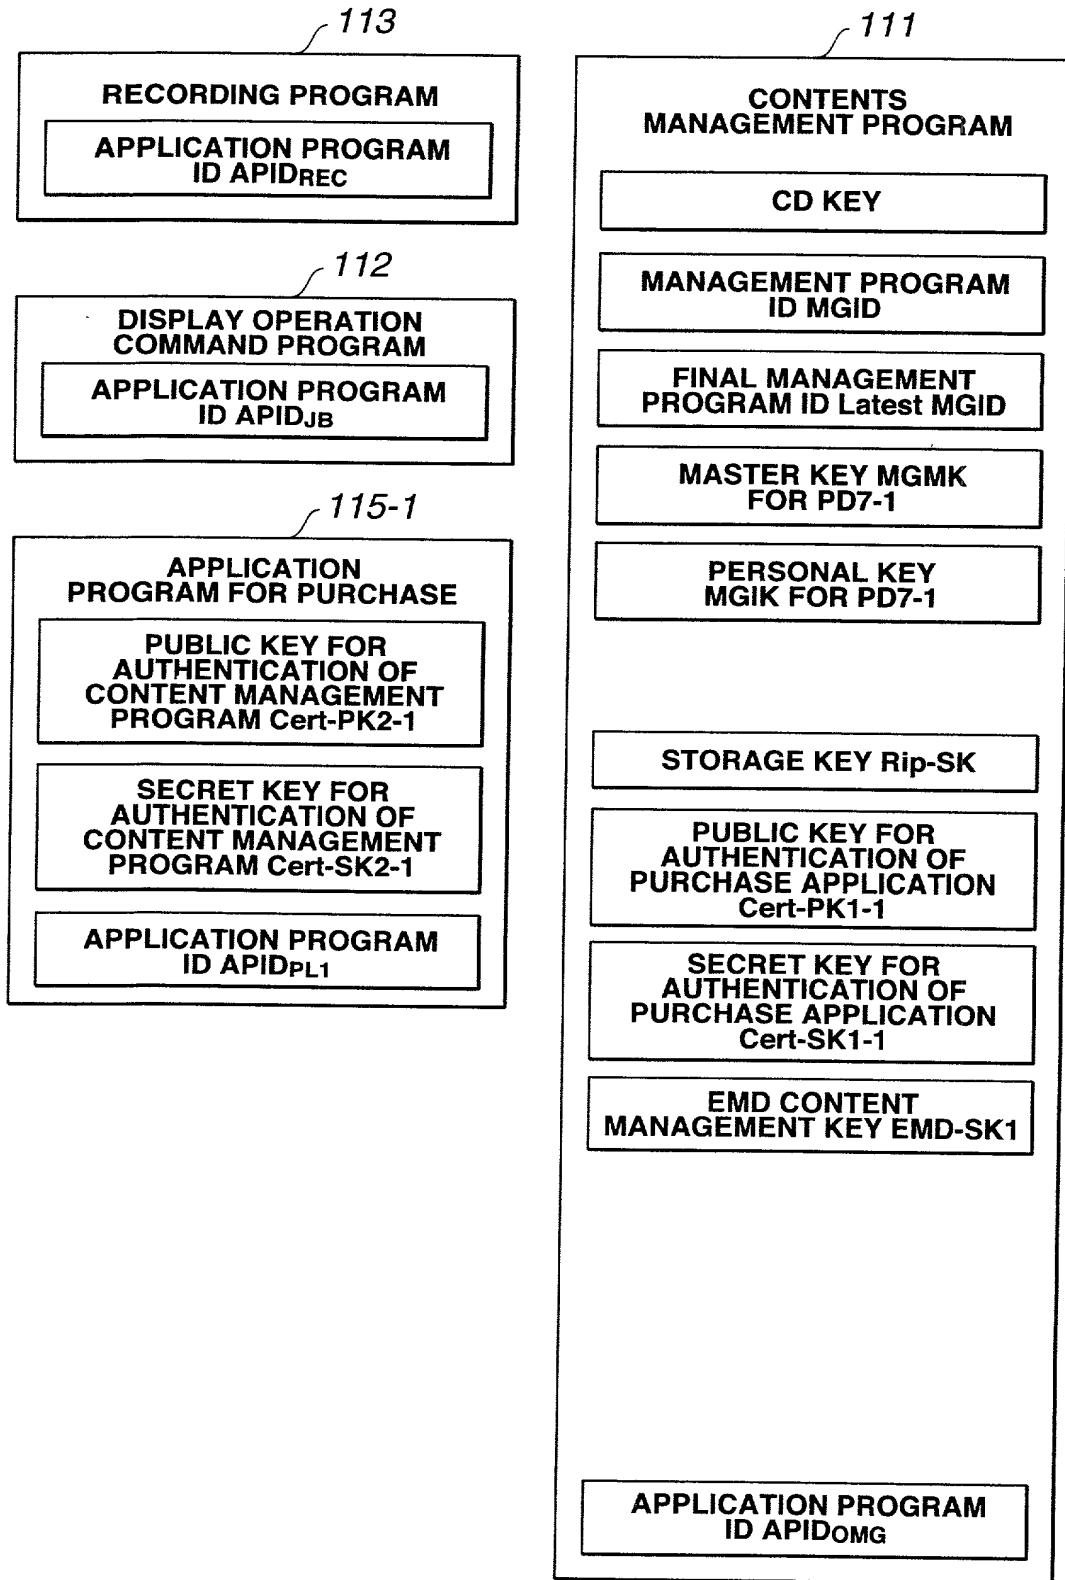 113
RECORDING PROGRAM
APPLICATION PROGRAM
ID APIDREC
112
DISPLAY OPERATION
COMMAND PROGRAM
APPLICATION PROGRAM
ID APIDJB
115-1
APPLICATION
PROGRAM FOR PURCHASE
PUBLIC KEY FOR
AUTHENTICATION OF
CONTENT MANAGEMENT
PROGRAM Cert-PK2-1
SECRET KEY FOR
AUTHENTICATION OF
CONTENT MANAGEMENT
PROGRAM Cert-SK2-1
APPLICATION PROGRAM
ID APIDPL1
111
CONTENTS
MANAGEMENT PROGRAM
CD KEY
MANAGEMENT PROGRAM
ID MGID
FINAL MANAGEMENT
PROGRAM ID Latest MGID
MASTER KEY MGMK
FOR PD7-1
PERSONAL KEY
MGIK FOR PD7-1
STORAGE KEY Rip-SK
PUBLIC KEY FOR
AUTHENTICATION OF
PURCHASE APPLICATION
Cert-PK1-1
SECRET KEY FOR
AUTHENTICATION OF
PURCHASE APPLICATION
Cert-SK1-1
EMD CONTENT
MANAGEMENT KEY EMD-SK1
APPLICATION PROGRAM
ID APIDOMG